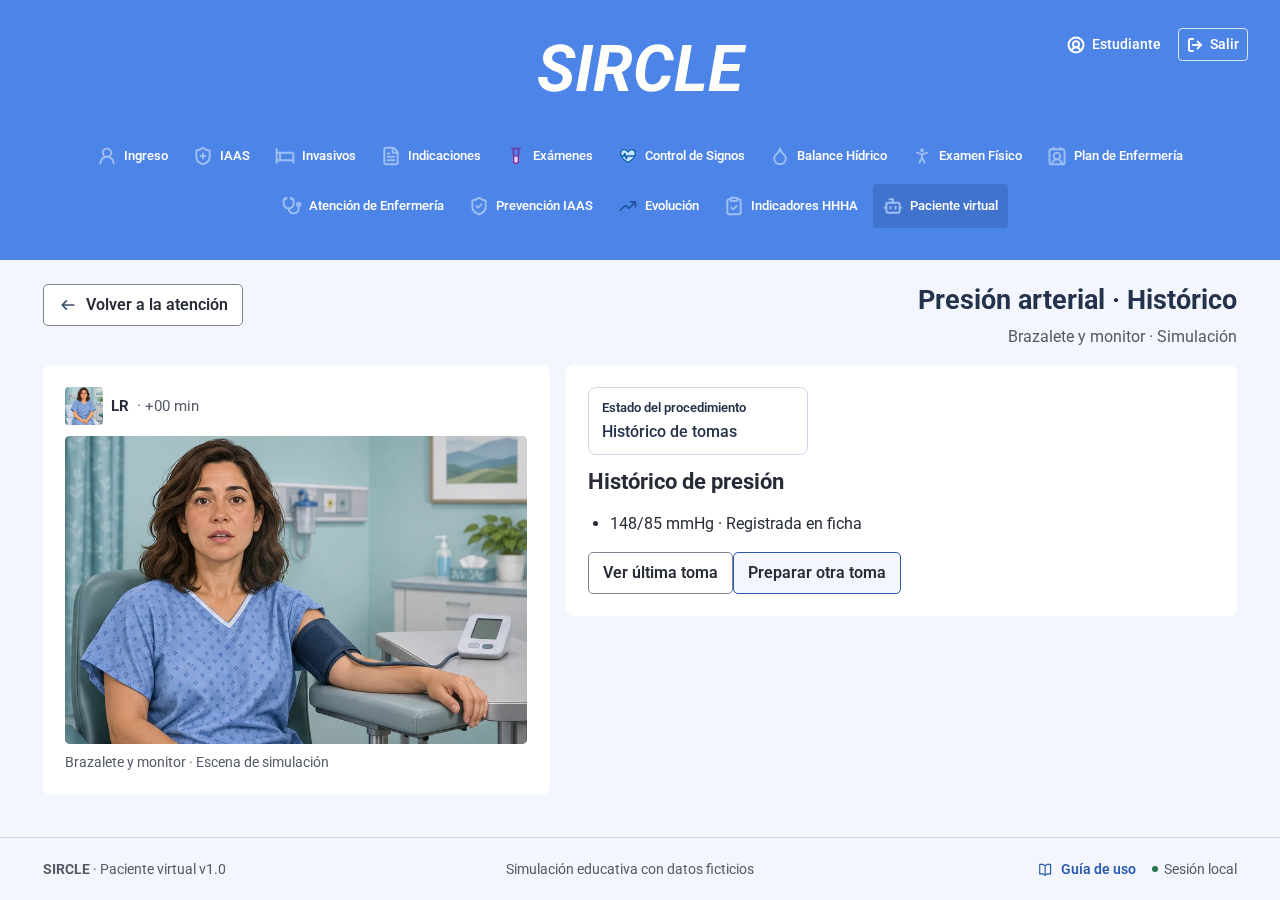 SIRCLE
Estudiante
Salir
Ingreso
IAAS
Invasivos
Indicaciones
Exámenes
Control de Signos
Balance Hídrico
Examen Físico
Plan de Enfermería
Atención de Enfermería
Prevención IAAS
Evolución
Indicadores HHHA
Paciente virtual
Volver a la atención
Presión arterial · Histórico
Brazalete y monitor · Simulación
LR · +00 min
Brazalete y monitor · Escena de simulación
Estado del procedimiento
Histórico de tomas
Histórico de presión
• 148/85 mmHg · Registrada en ficha
Ver última toma
Preparar otra toma
SIRCLE · Paciente virtual v1.0
Simulación educativa con datos ficticios
Guía de uso
Sesión local